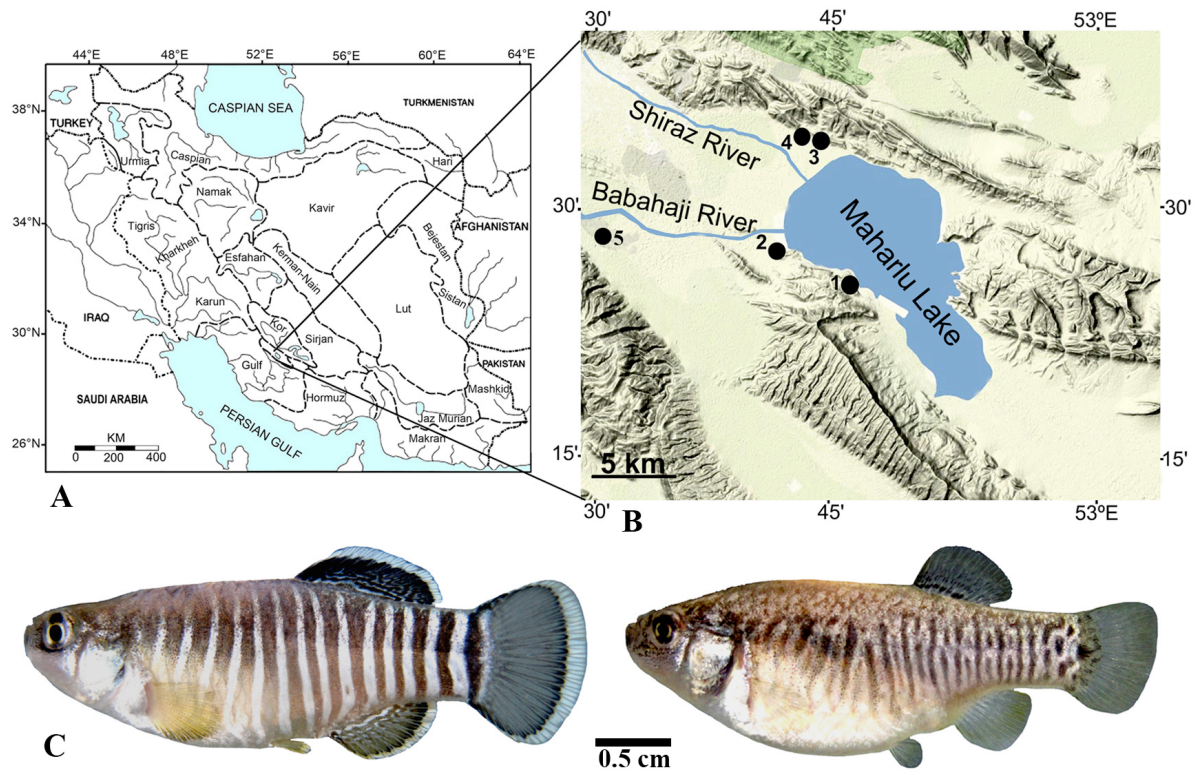 44°E 48°E 52°E 56°E 60°E 64°E
38°N
34°N
30°N
26°N
CASPIAN SEA
TURKMENISTAN
TURKEY
Urmia
Caspian
Hari
Namak
Kavir
AFGHANISTAN
Tigris
Kharkheh
Esfahan
Kerman-Nain
Bejestan
Sistan
Karun
Lut
IRAQ
Kor
Sirjan
Gulf
PAKISTAN
Mashkid
SAUDI ARABIA
Hormuz
Jaz Murian
Makran
PERSIAN GULF
KM
0 200 400
A
30' 45' 53°E
Shiraz River
4
3
30'
Babahaji River
30'
5
2
1
Maharlu Lake
5 km
15'
15'
30' 45' 53°E
B
C
0.5 cm